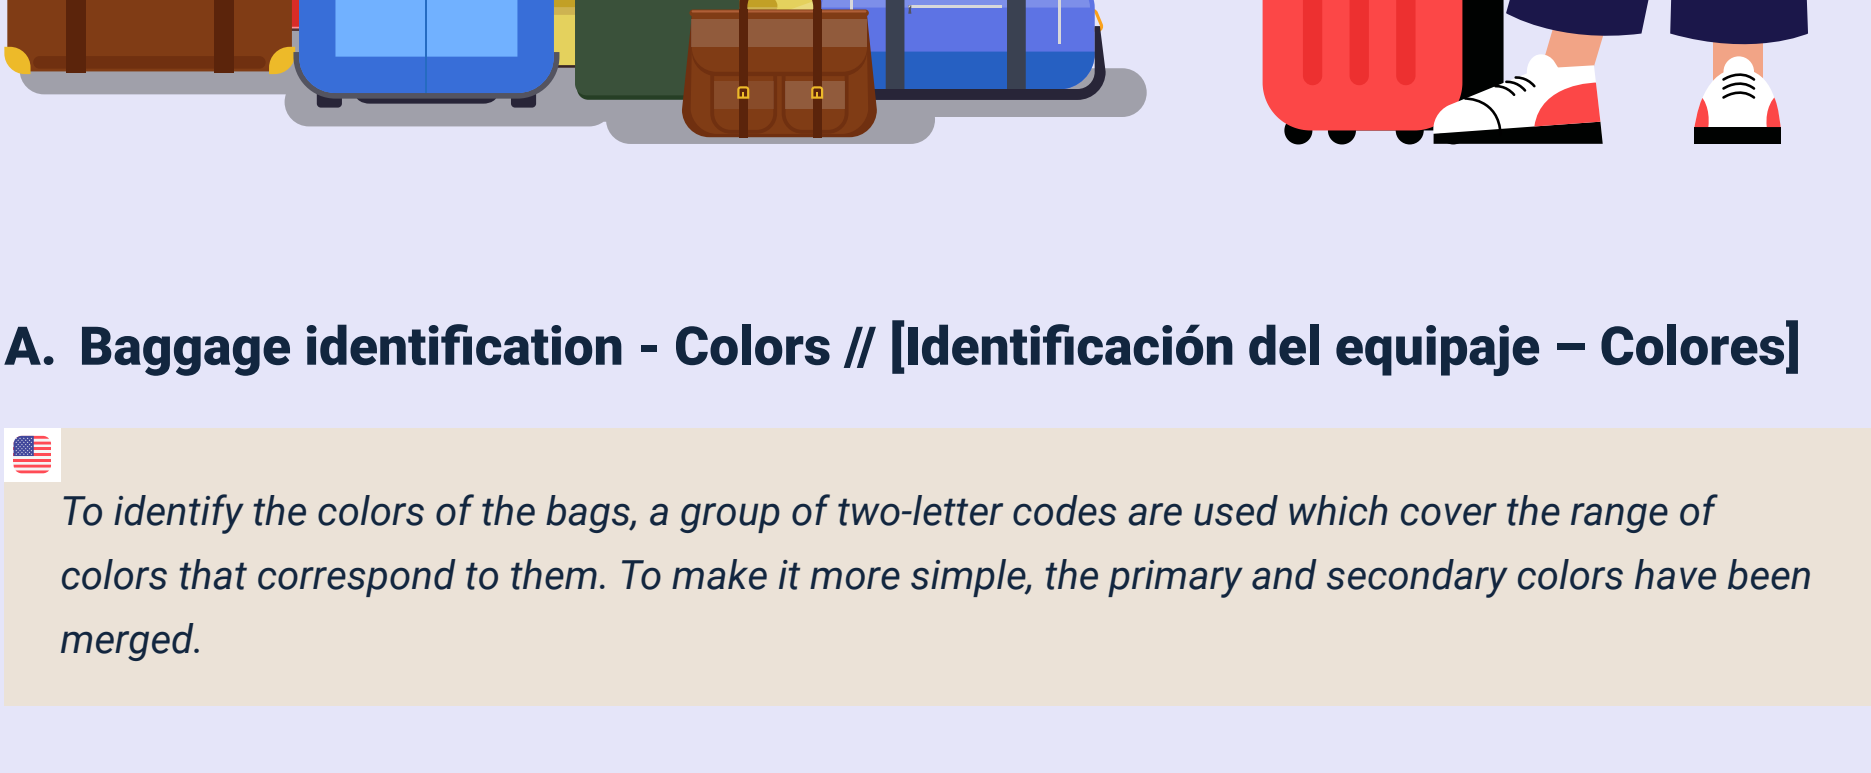 A. Baggage identification - Colors // [Identificación del equipaje – Colores]
To identify the colors of the bags, a group of two-letter codes are used which cover the range of
colors that correspond to them. To make it more simple, the primary and secondary colors have been
merged.